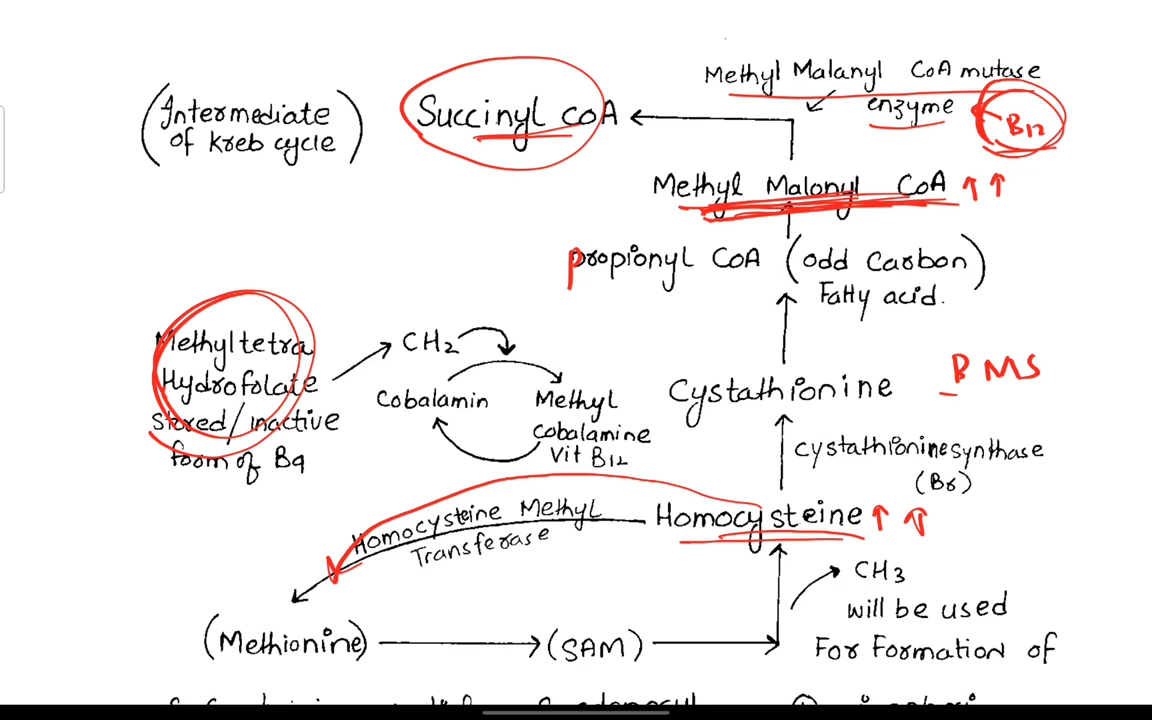 Methyl Malanyl CoA mutase
enzyme
B12
(Intermediate
of kreb cycle)
Succinyl CoA
Methyl Malonyl CoA ↑↑
propionyl CoA (odd Carbon)
Fatty acid.
Methyltetra
Hydrofolate
stored/inactive
form of B9
CH2
Cobalamin
Methyl
cobalamine
Vit B12
Cystathionine
BMS
cystathioninesynthase
(B6)
Homocysteine ↑ ↑
Homocysteine Methyl
Transferase
CH3
will be used
For Formation of
(Methionine)
(SAM)